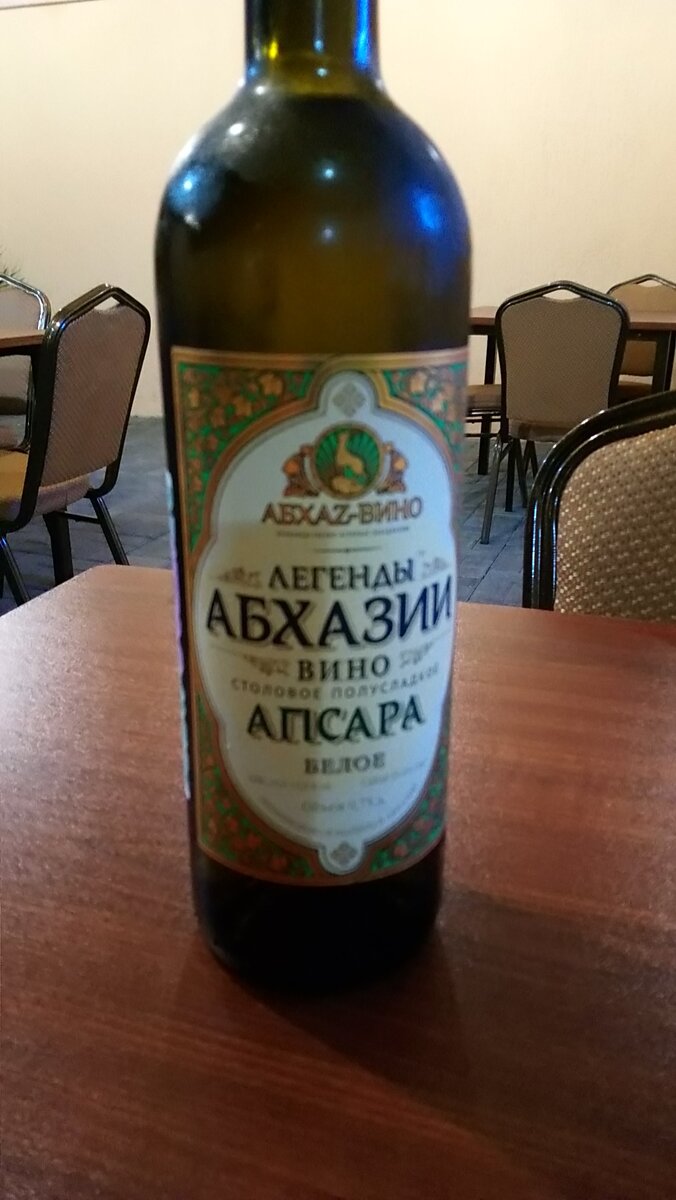 АБХАZ-ВИНО
ЛЕГЕНДЫ
АБХАЗИИ
ВИНО
СТОЛОВОЕ ПОЛУСЛАДКОЕ
АПСАРА
БЕЛОЕ